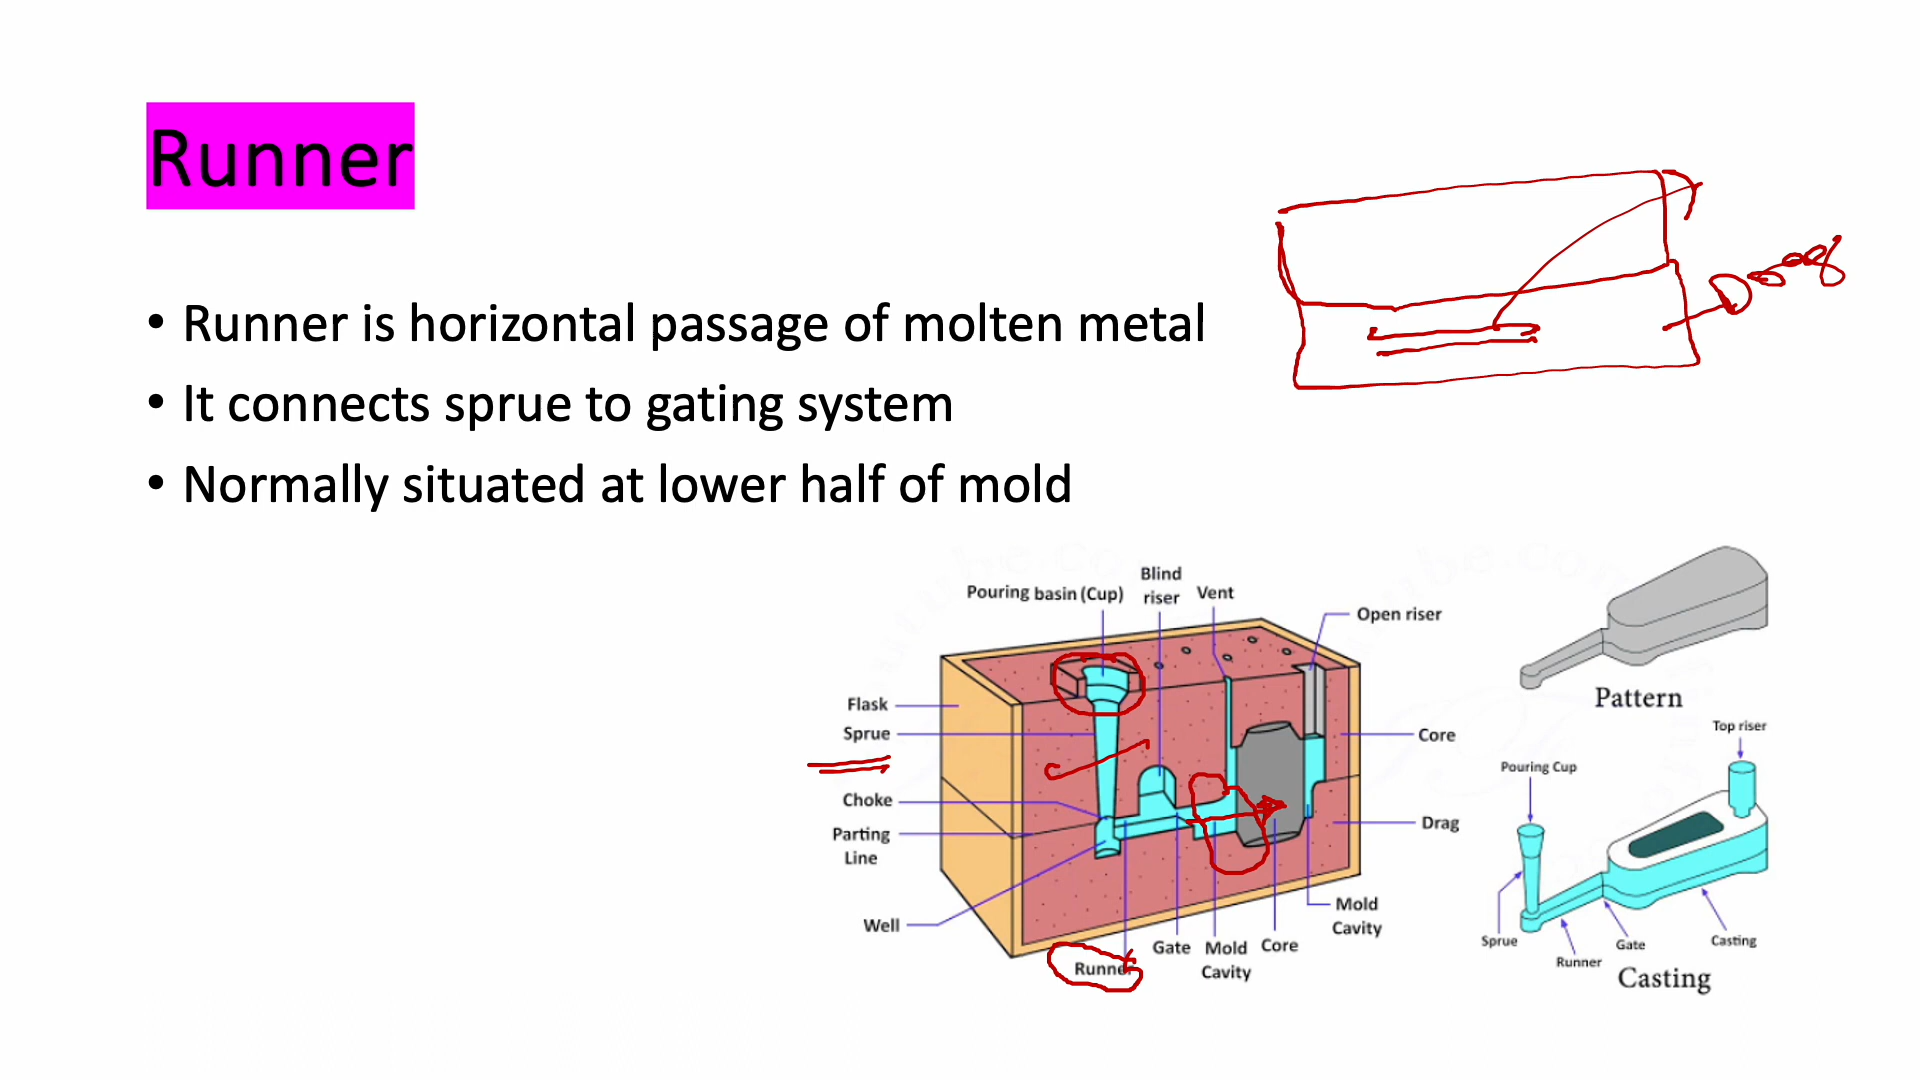 Runner
• Runner is horizontal passage of molten metal
• It connects sprue to gating system
• Normally situated at lower half of mold
Drag
Pouring basin (Cup)
Blind
riser
Vent
Open riser
Flask
Sprue
Core
Choke
Parting
Line
Drag
Well
Mold
Cavity
Runner
Gate
Mold
Cavity
Core
Pattern
Top riser
Pouring Cup
Sprue
Runner
Gate
Casting
Casting